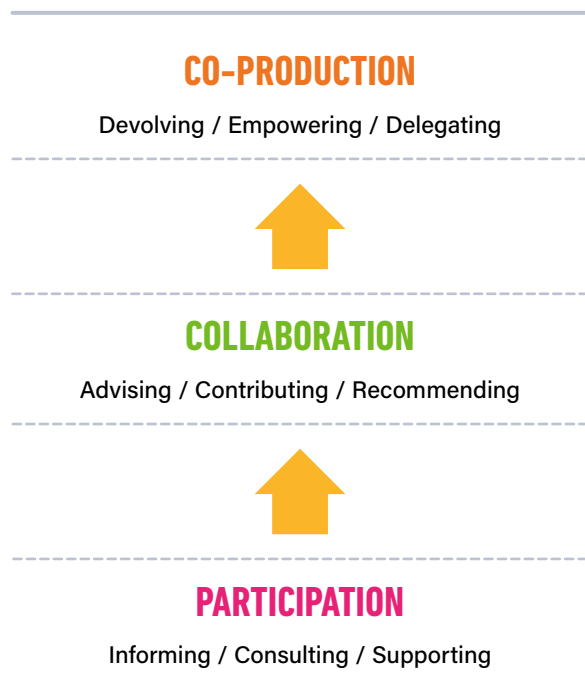 CO-PRODUCTION
Devolving / Empowering / Delegating
COLLABORATION
Advising / Contributing / Recommending
PARTICIPATION
Informing / Consulting / Supporting